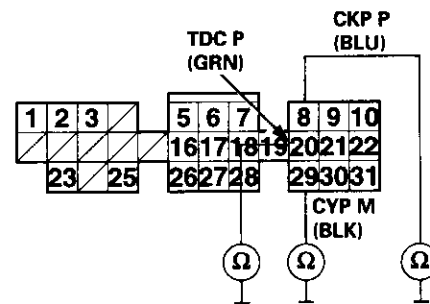 CKP P
(BLU)
TDC P
(GRN)
1 2 3 5 6 7 8 9 10
16 17 18 19 20 21 22
23 25 26 27 28 29 30 31
CYP M
(BLK)
Ω Ω Ω